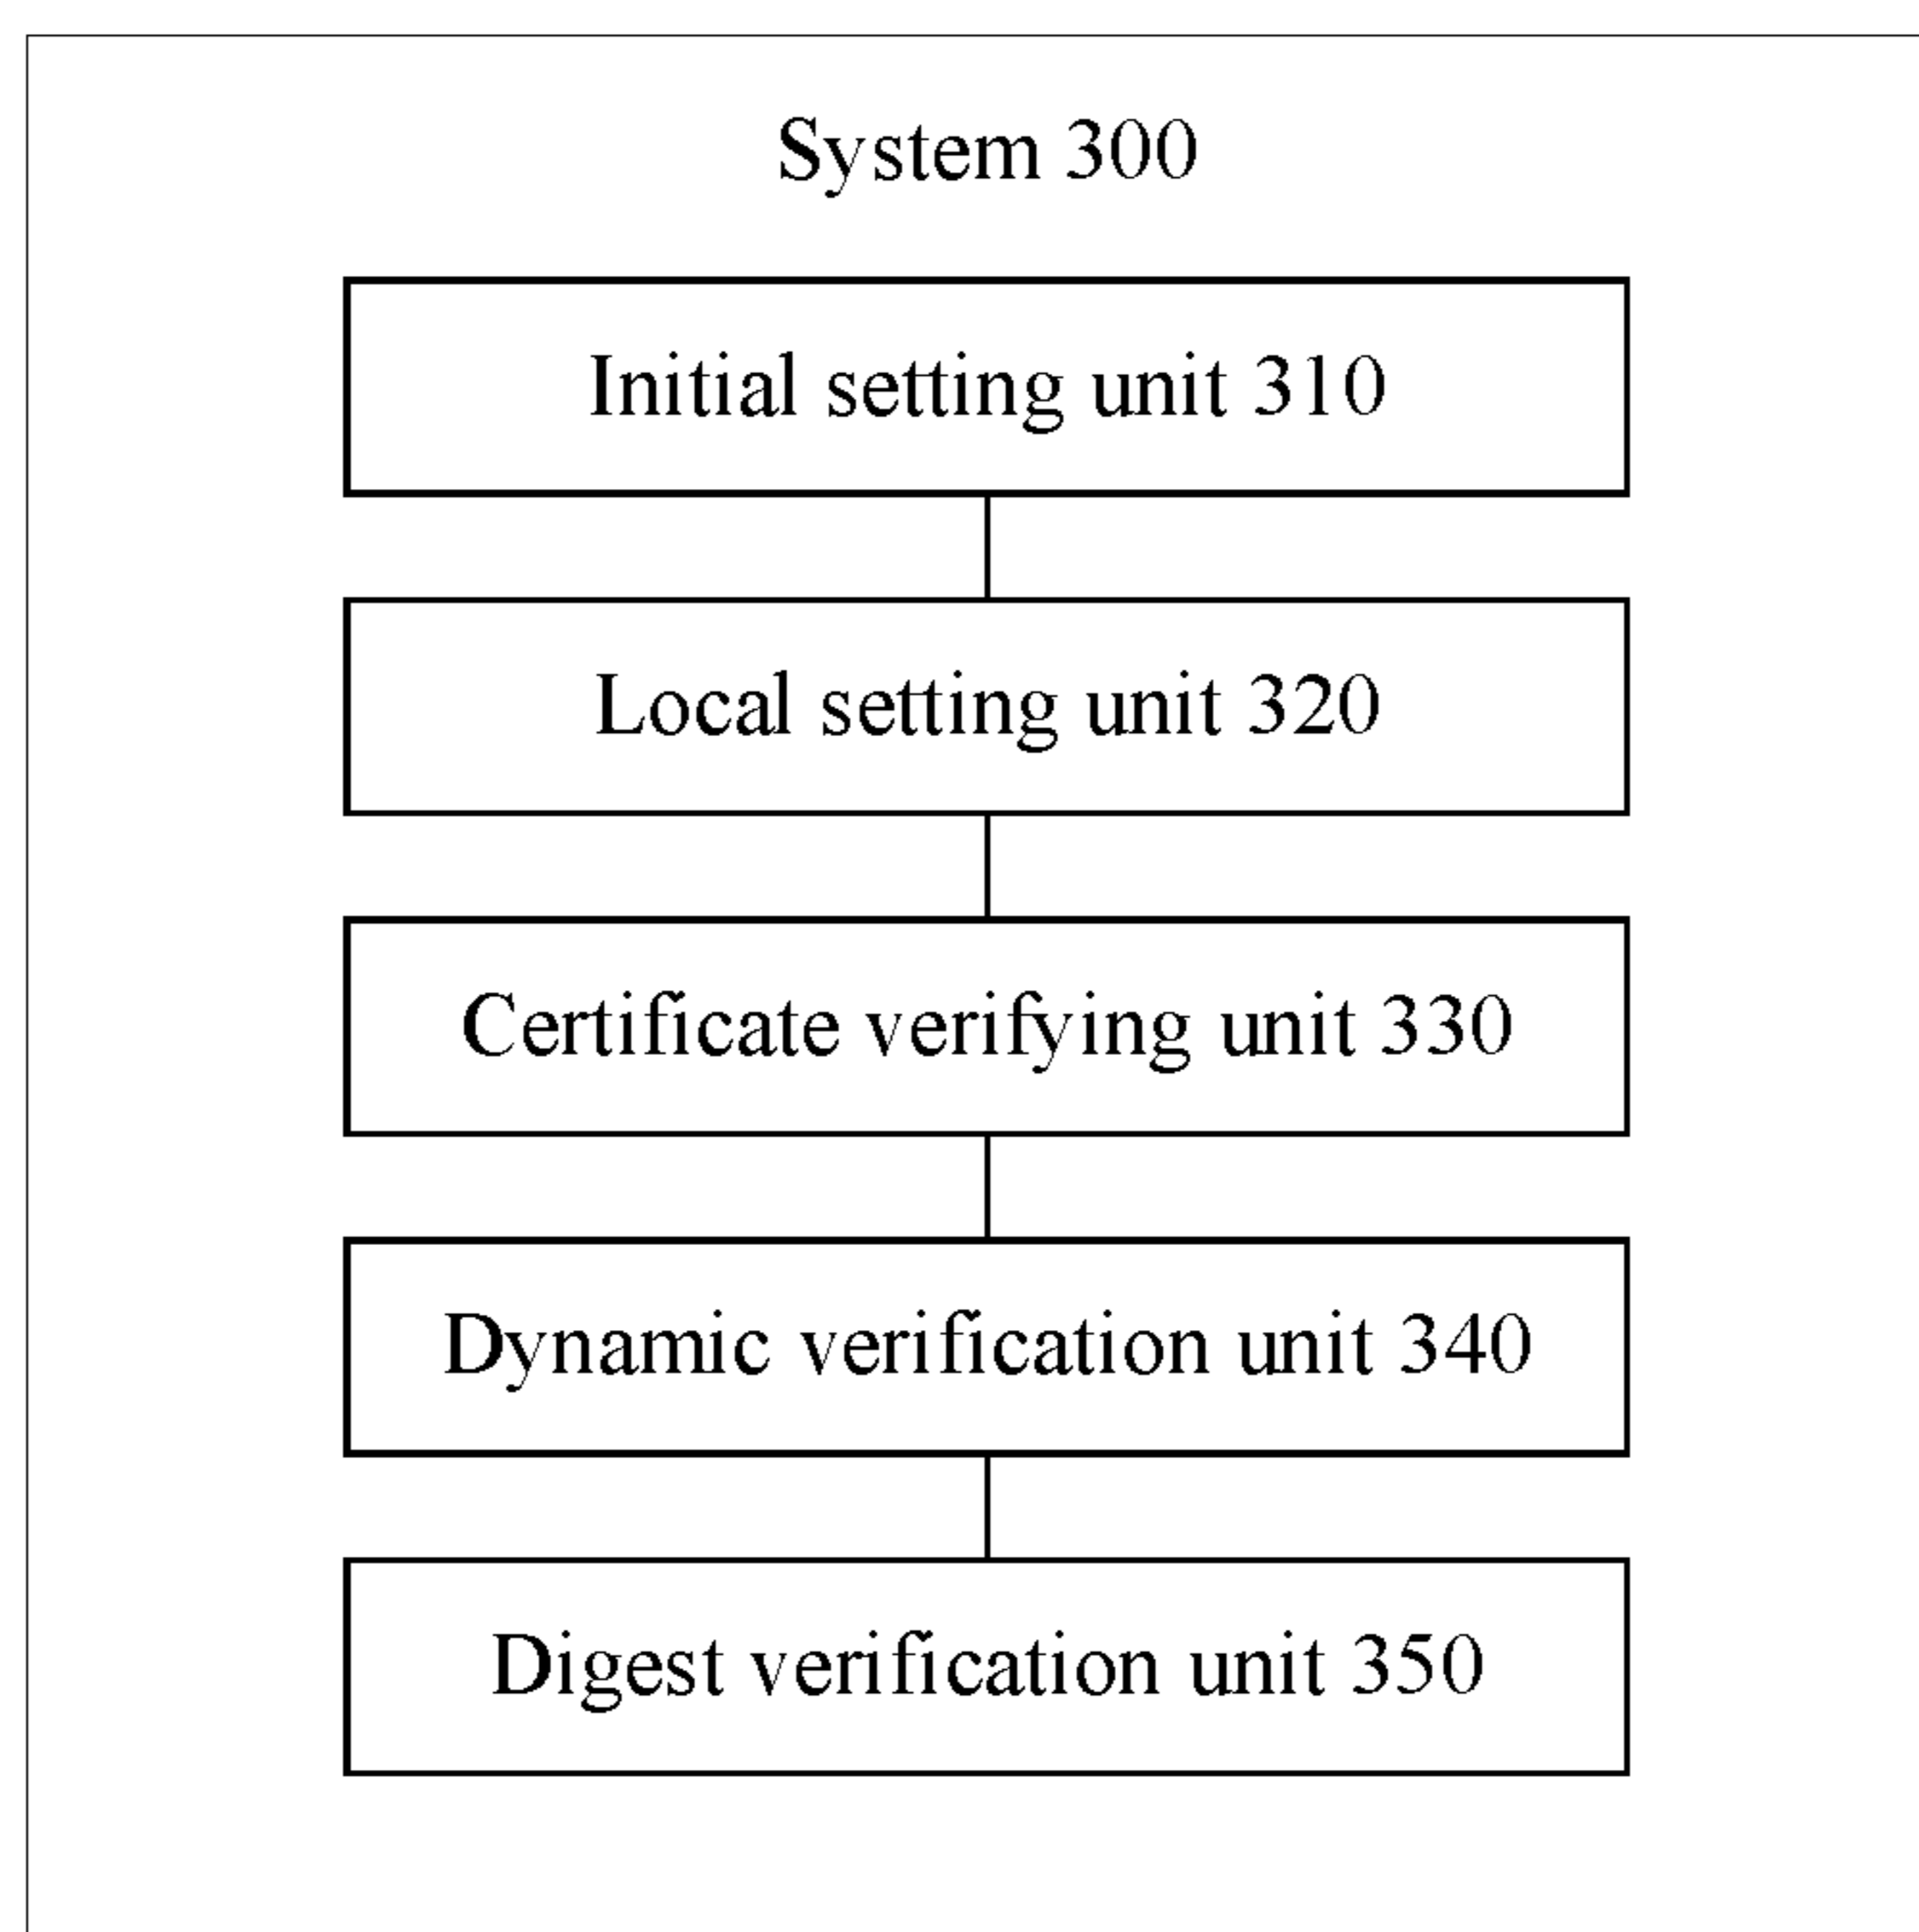 System 300
Initial setting unit 310
Local setting unit 320
Certificate verifying unit 330
Dynamic verification unit 340
Digest verification unit 350